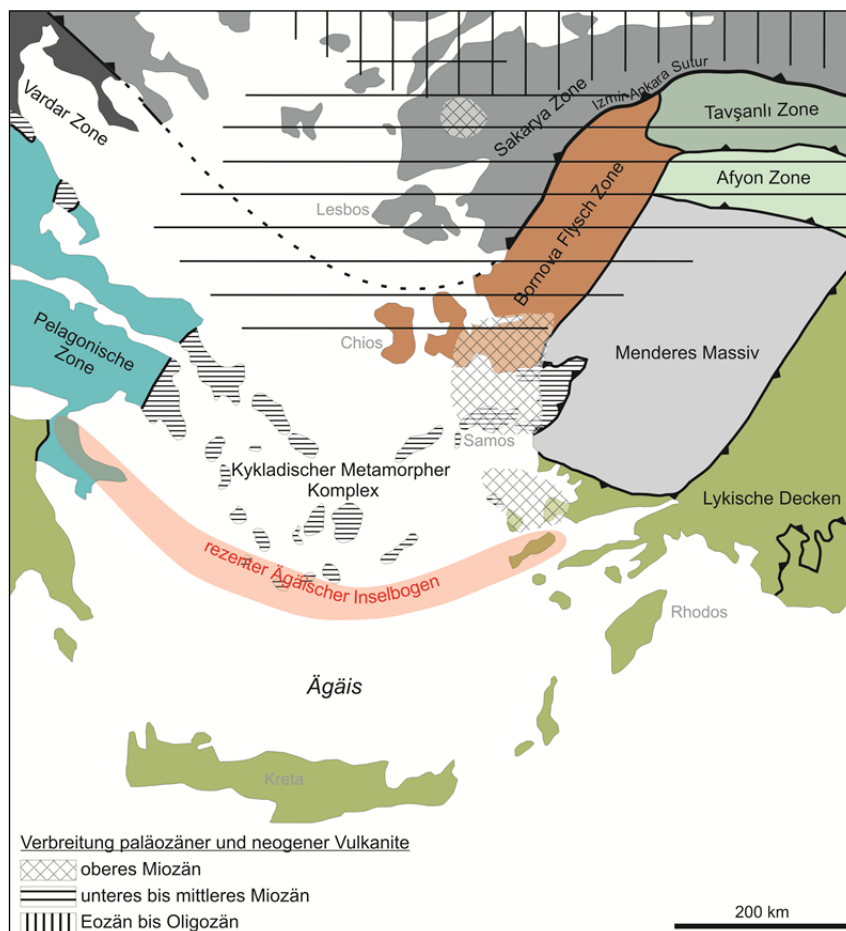 Vardar Zone
Sakarya Zone
Izmir-Ankara Sutur
Tavşanlı Zone
Afyon Zone
Lesbos
Bornova Flysch Zone
Pelagonische
Zone
Chios
Menderes Massiv
Samos
Kykladischer Metamorpher
Komplex
Lykische Decken
rezenter Ägäischer Inselbogen
Rhodos
Ägäis
Kreta
Verbreitung paläozäner und neogener Vulkanite
oberes Miozän
unteres bis mittleres Miozän
Eozän bis Oligozän
200 km